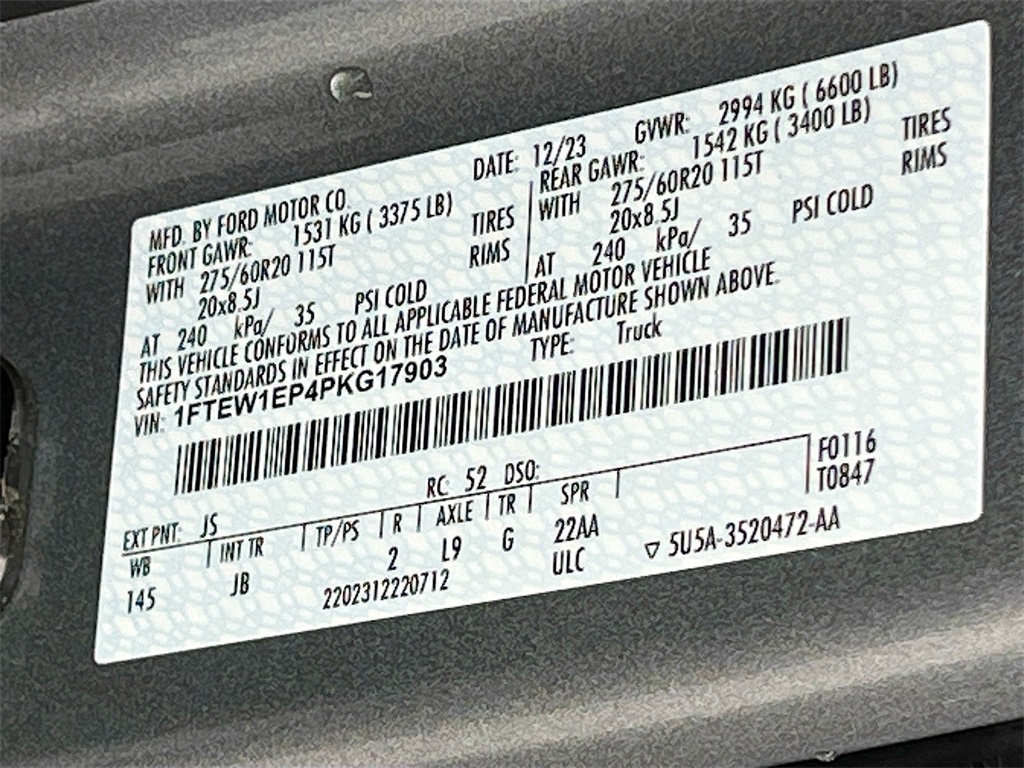 MFD. BY FORD MOTOR CO. DATE: 12/23 GVWR: 2994 KG ( 6600 LB)
FRONT GAWR: 1531 KG ( 3375 LB) REAR GAWR: 1542 KG ( 3400 LB)
WITH 275/60R20 115T TIRES WITH 275/60R20 115T TIRES
20x8.5J RIMS 20x8.5J RIMS
AT 240 kPa/ 35 PSI COLD AT 240 kPa/ 35 PSI COLD
THIS VEHICLE CONFORMS TO ALL APPLICABLE FEDERAL MOTOR VEHICLE
SAFETY STANDARDS IN EFFECT ON THE DATE OF MANUFACTURE SHOWN ABOVE.
VIN: 1FTEW1EP4PKG17903 TYPE: Truck
F0116
T0847
EXT PNT: JS RC: 52 DSO:
WB INT TR TP/PS R AXLE TR SPR
145 JB 2 L9 G 22AA
2202312220712 ULC ▽ 5U5A-3520472-AA